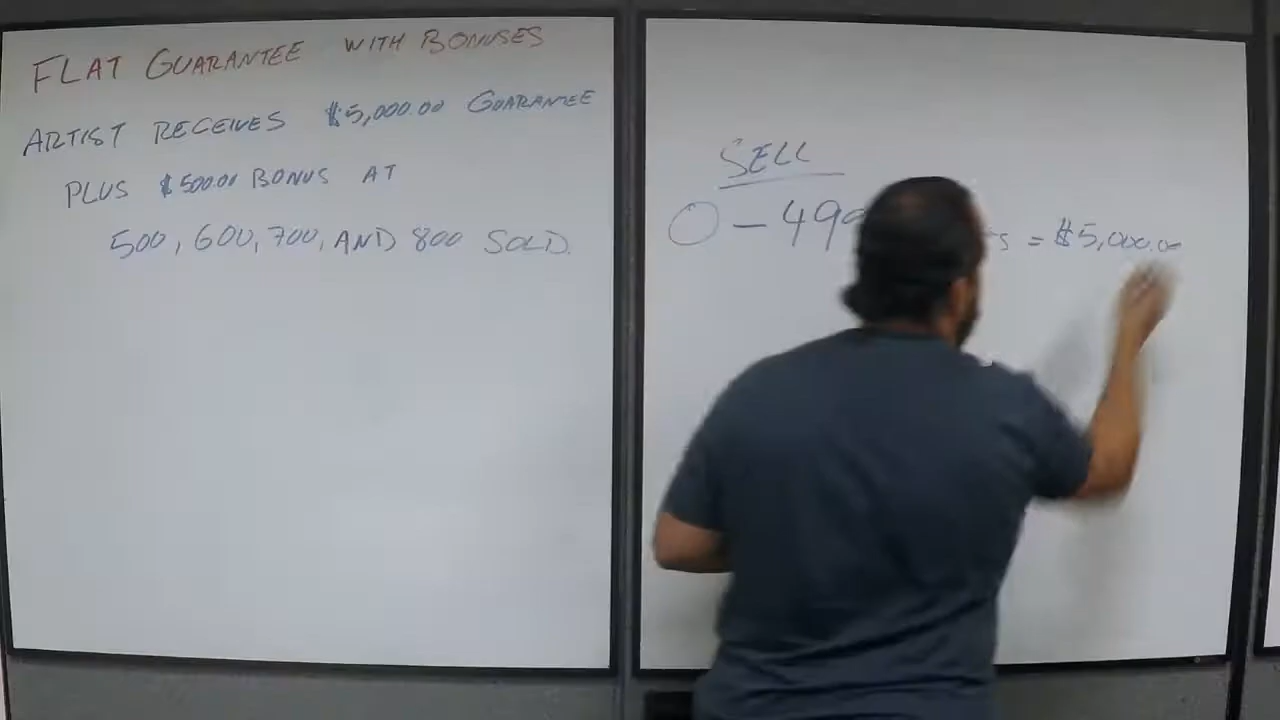 FLAT GUARANTEE WITH BONUSES
ARTIST RECEIVES $5,000.00 GUARANTEE
PLUS $500.00 BONUS AT
500, 600, 700, AND 800 SOLD.
SELL
0 - 499 = $5,000.00